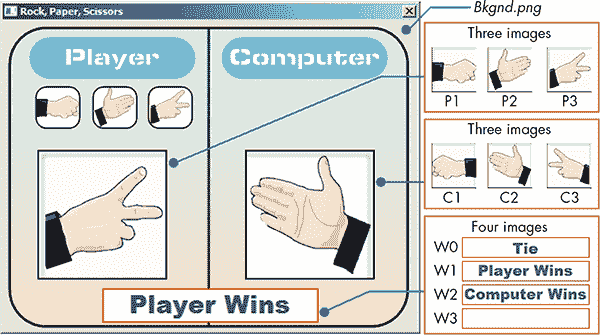 Rock, Paper, Scissors
Bkgnd.png
Player
Computer
Three images
P1 P2 P3
Three images
C1 C2 C3
Four images
W0 Tie
W1 Player Wins
W2 Computer Wins
W3
Player Wins